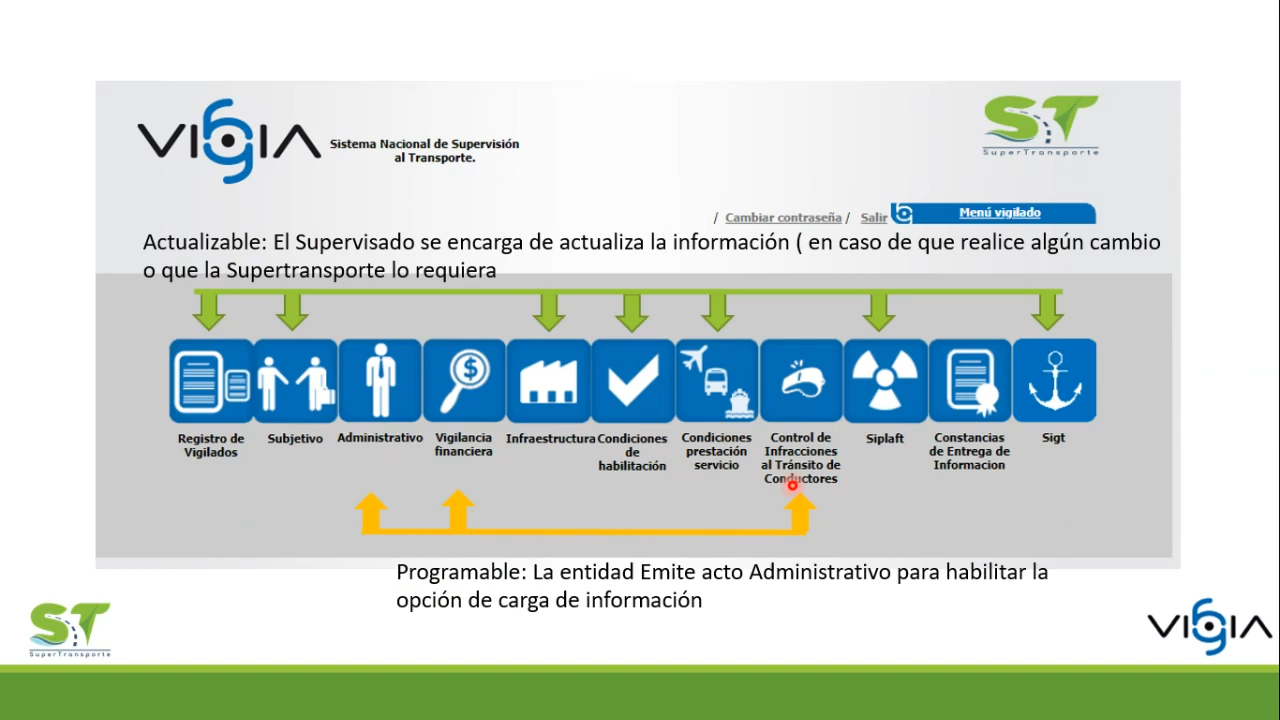 VIGIA
Sistema Nacional de Supervisión
al Transporte.
ST
SuperTransporte
/ Cambiar contraseña / Salir
Menú vigilado
Actualizable: El Supervisado se encarga de actualiza la información ( en caso de que realice algún cambio
o que la Supertransporte lo requiera
Registro de
Vigilados
Subjetivo
Administrativo
Vigilancia
financiera
Infraestructura
Condiciones
de
habilitación
Condiciones
prestación
servicio
Control de
Infracciones
al Tránsito de
Conductores
Siplaft
Constancias
de Entrega de
Informacion
Sigt
Programable: La entidad Emite acto Administrativo para habilitar la
opción de carga de información
ST
SuperTransporte
VIGIA